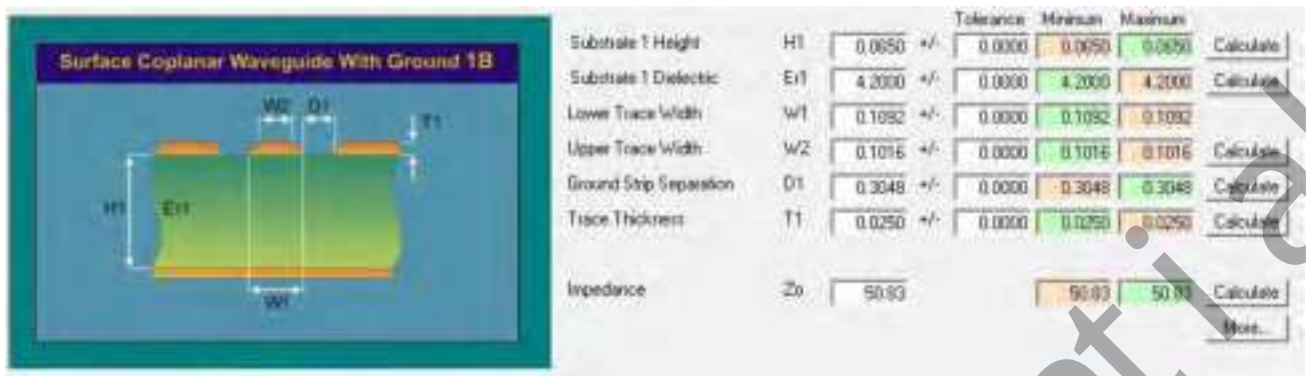 Surface Coplanar Waveguide With Ground 1B
W2 D1
T1
H1 Er1
W1
Tolerance Minimum Maximum
Substrate 1 Height H1 0.0650 +/- 0.0000 0.0650 0.0650 Calculate
Substrate 1 Dielectric Er1 4.2000 +/- 0.0000 4.2000 4.2000 Calculate
Lower Trace Width W1 0.1092 +/- 0.0000 0.1092 0.1092
Upper Trace Width W2 0.1016 +/- 0.0000 0.1016 0.1016 Calculate
Ground Strip Separation D1 0.3048 +/- 0.0000 0.3048 0.3048 Calculate
Trace Thickness T1 0.0250 +/- 0.0000 0.0250 0.0250 Calculate
Impedance Zo 50.83 50.83 50.83 Calculate
More...